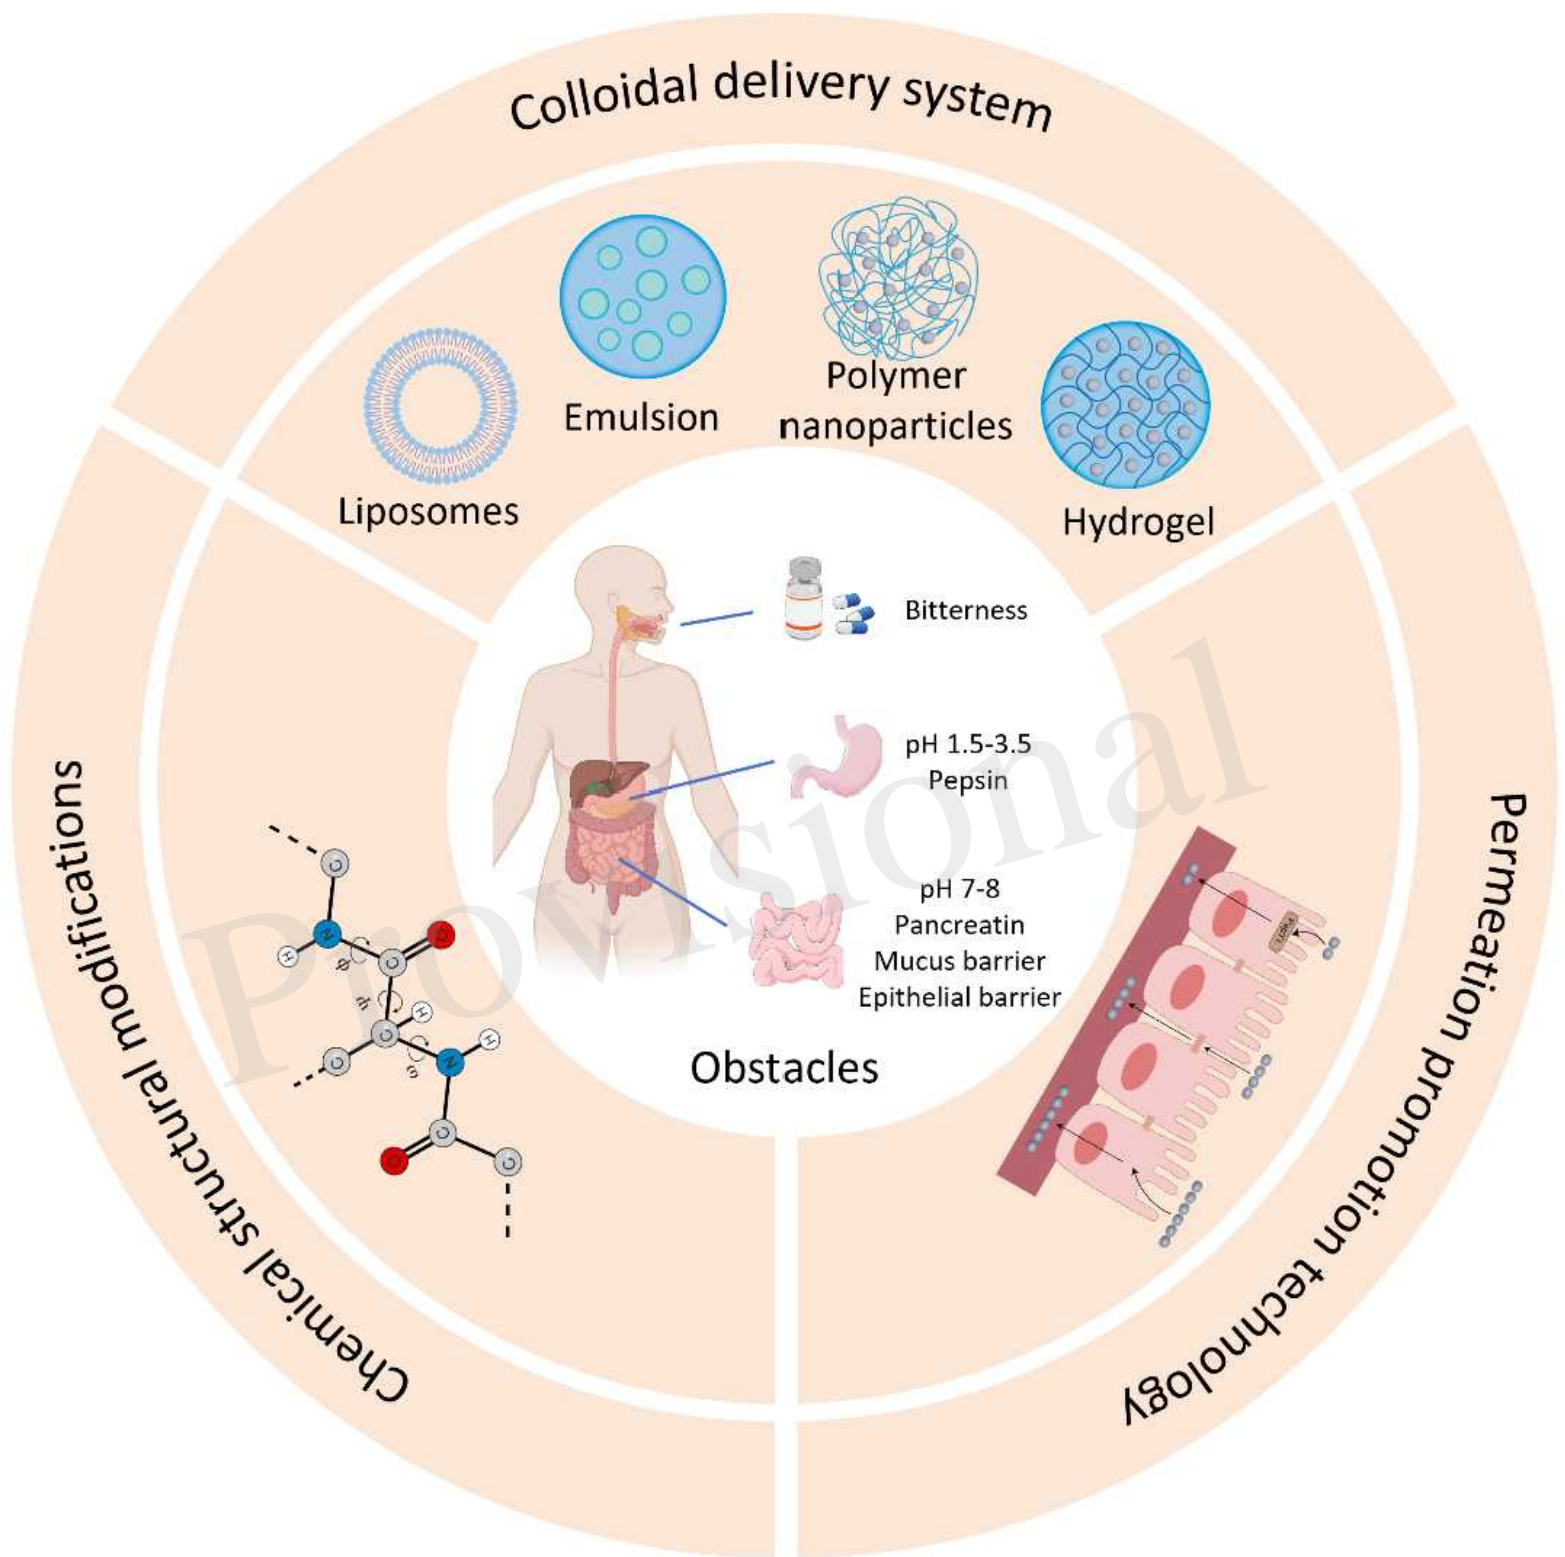 Colloidal delivery system
Liposomes
Emulsion
Polymer
nanoparticles
Hydrogel
Bitterness
pH 1.5-3.5
Pepsin
pH 7-8
Pancreatin
Mucus barrier
Epithelial barrier
Obstacles
Chemical structural modifications
C
N
H
C
O
Φ
ψ
C
H
C
ω
N
H
C
O
C
Permeation promotion technology
PepT1
Provisional